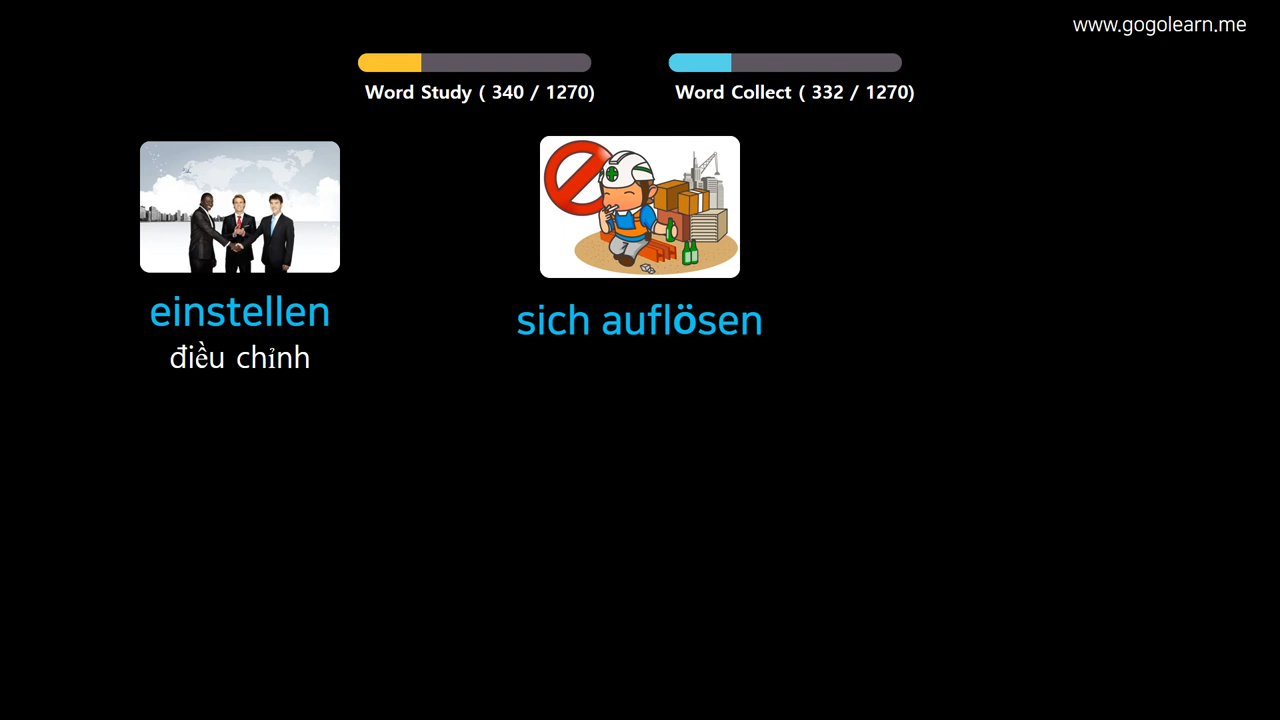 www.gogolearn.me
Word Study ( 340 / 1270)
Word Collect ( 332 / 1270)
einstellen
điều chỉnh
sich auflösen